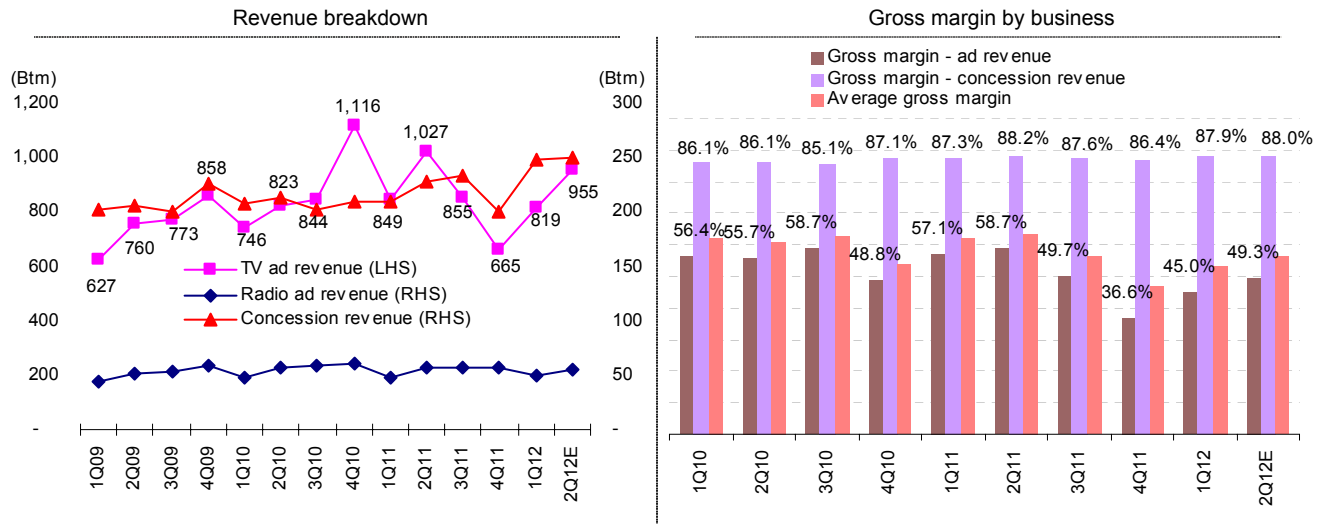 Revenue breakdown
(Btm)
(Btm)
1,200
1,000
800
600
400
200
-
300
250
200
150
100
50
-
627
760
773
858
746
823
844
1,116
849
1,027
855
665
819
955
TV ad revenue (LHS)
Radio ad revenue (RHS)
Concession revenue (RHS)
1Q09
2Q09
3Q09
4Q09
1Q10
2Q10
3Q10
4Q10
1Q11
2Q11
3Q11
4Q11
1Q12
2Q12E
Gross margin by business
Gross margin - ad revenue
Gross margin - concession revenue
Average gross margin
86.1%
86.1%
85.1%
87.1%
87.3%
88.2%
87.6%
86.4%
87.9%
88.0%
56.4%
55.7%
58.7%
48.8%
57.1%
58.7%
49.7%
36.6%
45.0%
49.3%
1Q10
2Q10
3Q10
4Q10
1Q11
2Q11
3Q11
4Q11
1Q12
2Q12E